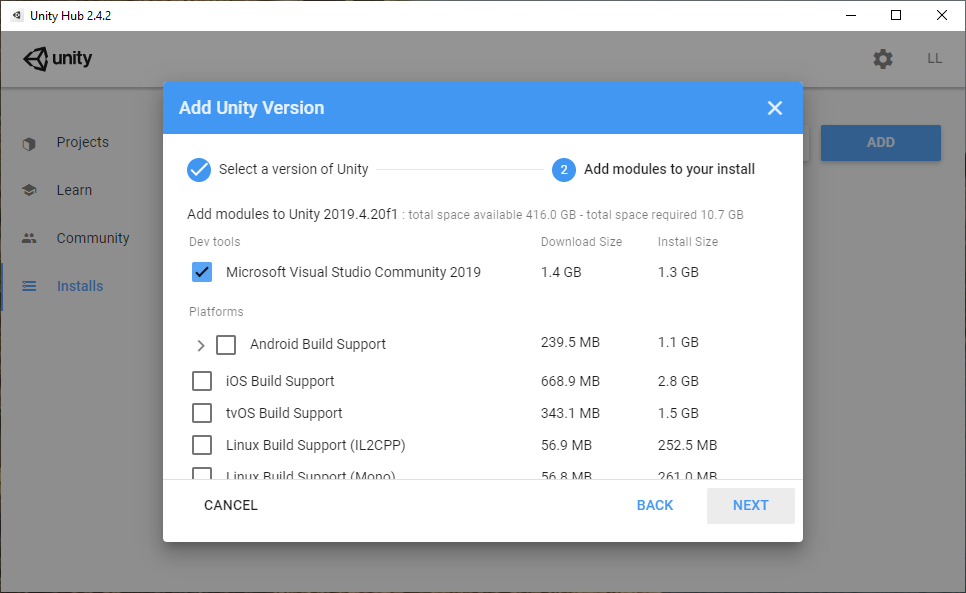 Unity Hub 2.4.2
unity
LL
Projects
Learn
Community
Installs
ADD
Add Unity Version
Select a version of Unity
2 Add modules to your install
Add modules to Unity 2019.4.20f1 : total space available 416.0 GB - total space required 10.7 GB
Dev tools Download Size Install Size
Microsoft Visual Studio Community 2019 1.4 GB 1.3 GB
Platforms
Android Build Support 239.5 MB 1.1 GB
iOS Build Support 668.9 MB 2.8 GB
tvOS Build Support 343.1 MB 1.5 GB
Linux Build Support (IL2CPP) 56.9 MB 252.5 MB
Linux Build Support (Mono) 56.8 MB 261.0 MB
CANCEL BACK NEXT